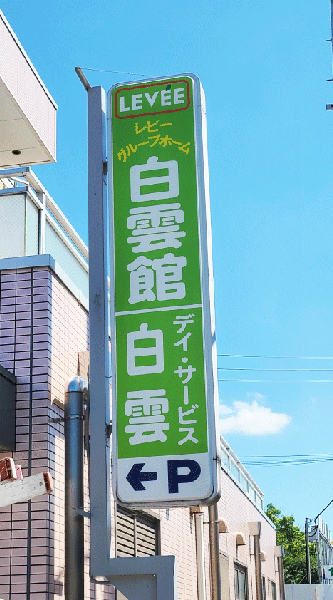 LEVEE
レビー
グループホーム
白雲館
デイ・サービス
白雲
←P